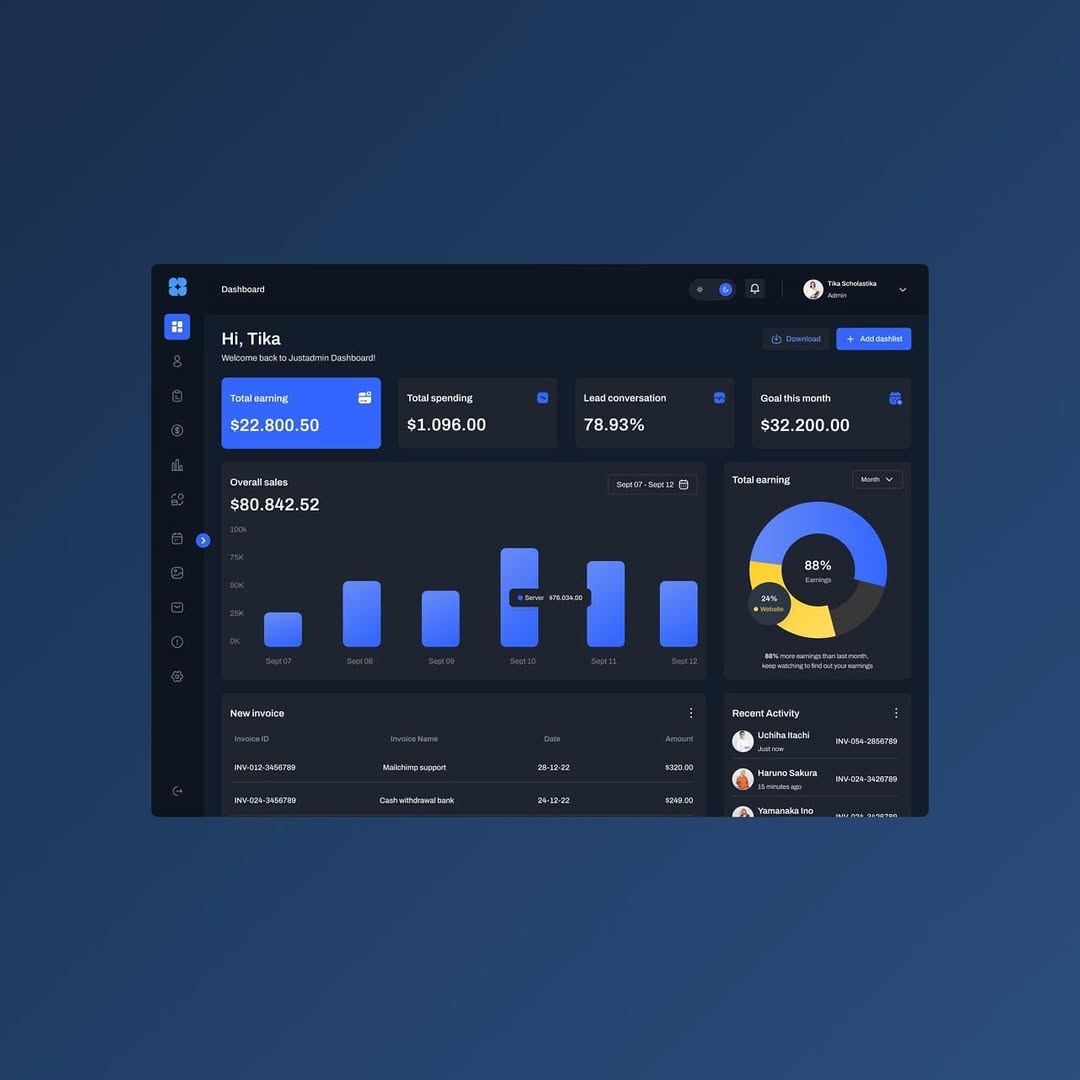 Dashboard
Tika Scholastika
Admin
Hi, Tika
Welcome back to Justadmin Dashboard!
Download
Add dashlist
Total earning
$22.800.50
Total spending
$1.096.00
Lead conversation
78.93%
Goal this month
$32.200.00
Overall sales
$80.842.52
Sept 07 - Sept 12
100k
75K
50K
25K
0K
Server $76.034.00
Sept 07
Sept 08
Sept 09
Sept 10
Sept 11
Sept 12
Total earning
Month
88%
Earnings
24%
Website
88% more earnings than last month,
keep watching to find out your earnings
New invoice
Invoice ID Invoice Name Date Amount
INV-012-3456789 Mailchimp support 28-12-22 $320.00
INV-024-3456789 Cash withdrawal bank 24-12-22 $249.00
Recent Activity
Uchiha Itachi
Just now
INV-054-2856789
Haruno Sakura
15 minutes ago
INV-024-3426789
Yamanaka Ino